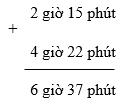 2 giờ 15 phút
+
4 giờ 22 phút
6 giờ 37 phút